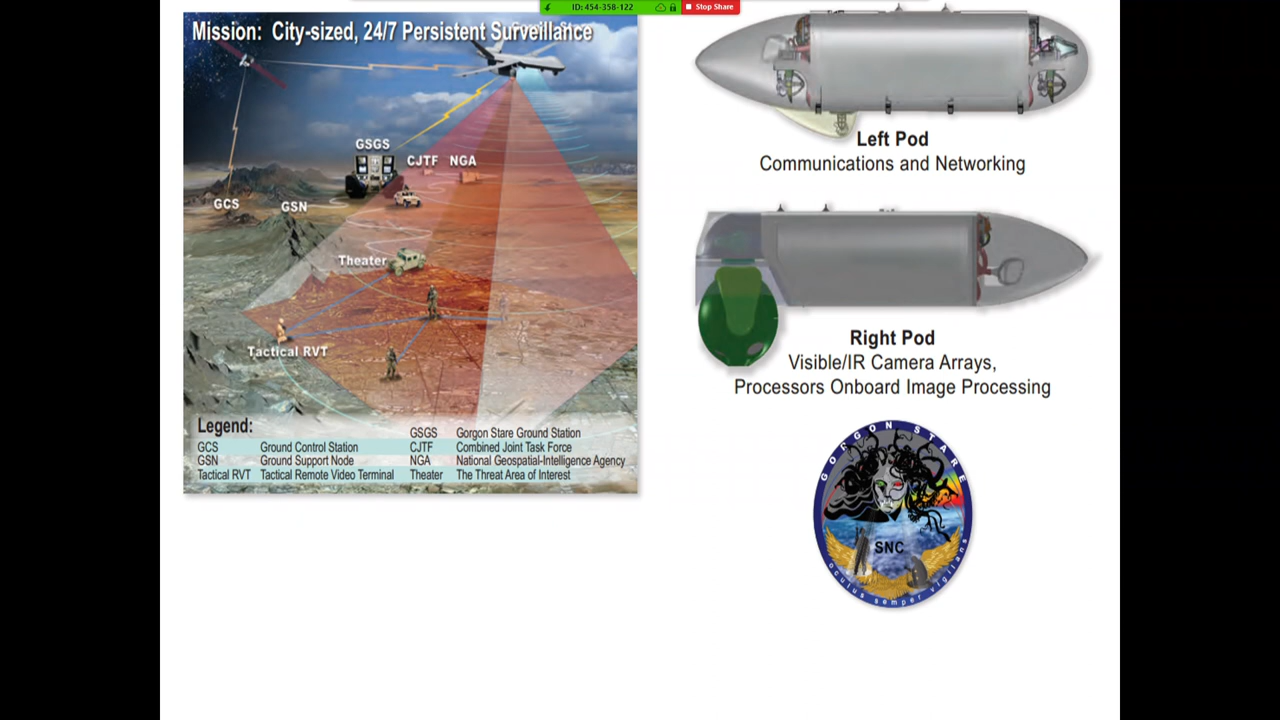 ID: 454-358-122
Stop Share
Mission: City-sized, 24/7 Persistent Surveillance
GSGS
CJTF
NGA
GCS
GSN
Theater
Tactical RVT
Legend:
GCS Ground Control Station
GSN Ground Support Node
Tactical RVT Tactical Remote Video Terminal
GSGS Gorgon Stare Ground Station
CJTF Combined Joint Task Force
NGA National Geospatial-Intelligence Agency
Theater The Threat Area of Interest
Left Pod
Communications and Networking
Right Pod
Visible/IR Camera Arrays,
Processors Onboard Image Processing
GORGON STARE
SNC
oculus semper vigilans